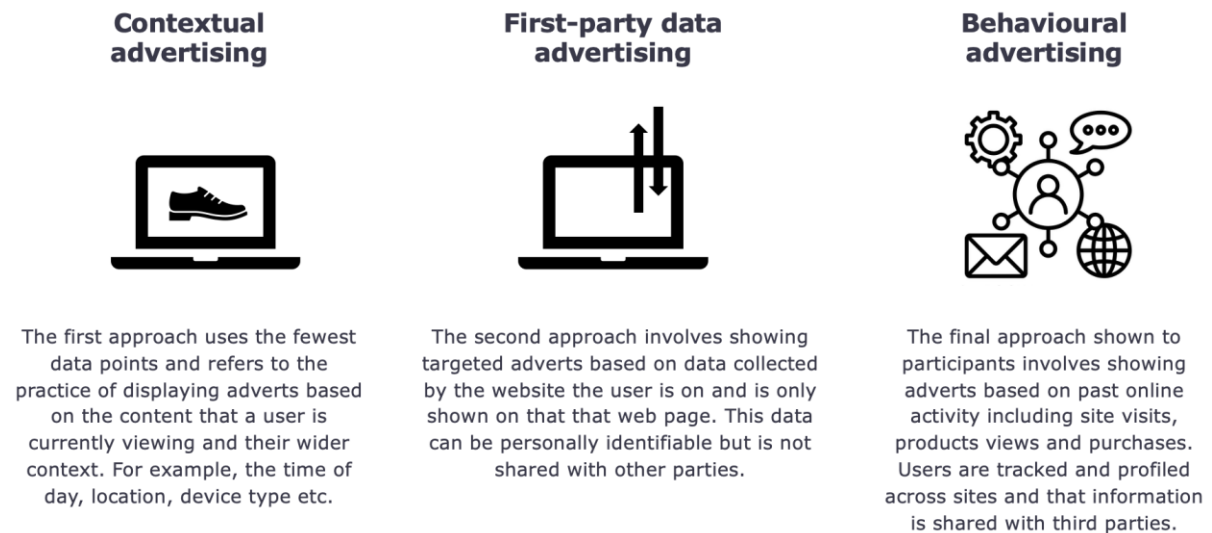 Contextual
advertising
The first approach uses the fewest
data points and refers to the
practice of displaying adverts based
on the content that a user is
currently viewing and their wider
context. For example, the time of
day, location, device type etc.
First-party data
advertising
The second approach involves showing
targeted adverts based on data collected
by the website the user is on and is only
shown on that that web page. This data
can be personally identifiable but is not
shared with other parties.
Behavioural
advertising
The final approach shown to
participants involves showing
adverts based on past online
activity including site visits,
products views and purchases.
Users are tracked and profiled
across sites and that information
is shared with third parties.